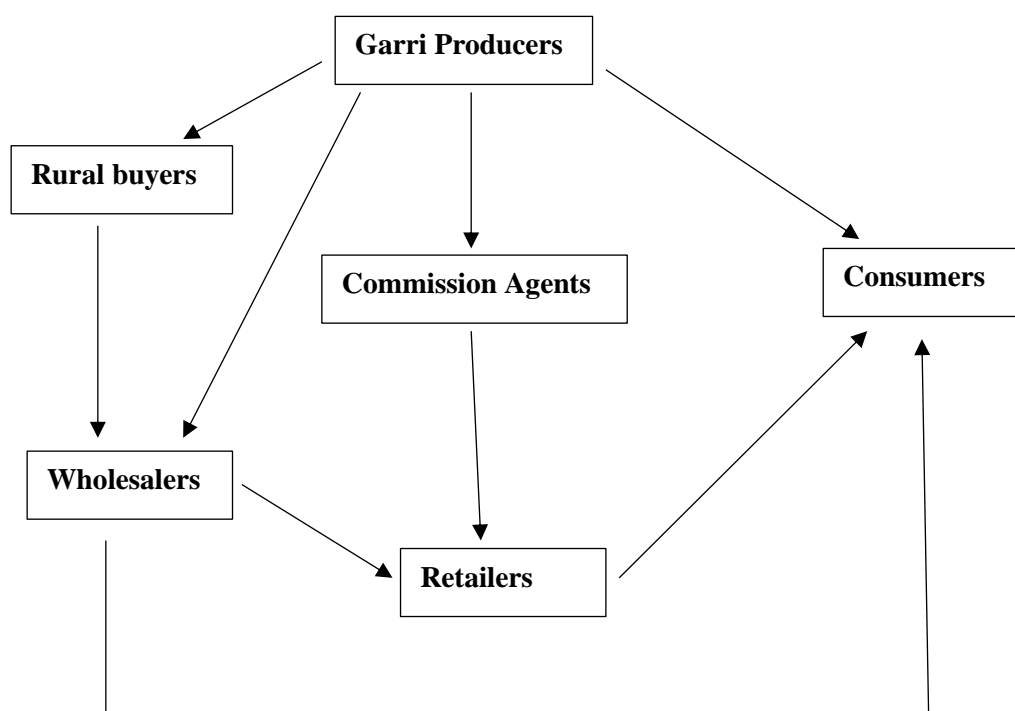 Garri Producers
Rural buyers
Commission Agents
Consumers
Wholesalers
Retailers